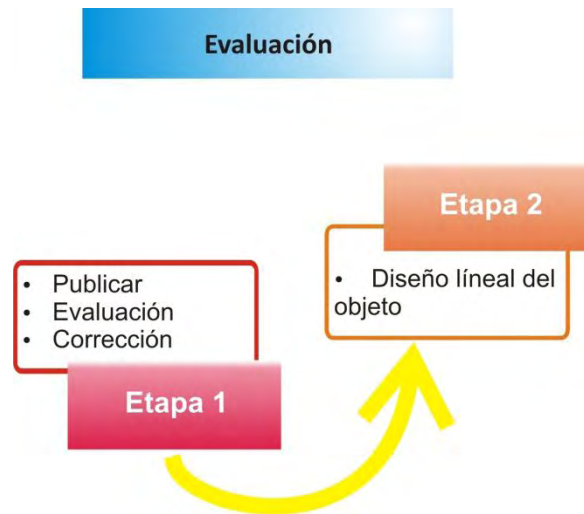 Evaluación
Etapa 2
• Diseño líneal del
objeto
• Publicar
• Evaluación
• Corrección
Etapa 1